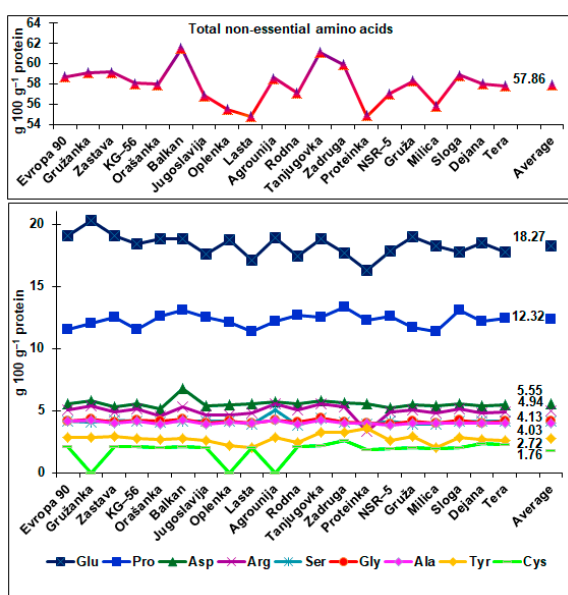 Total non-essential amino acids
g 100 g⁻¹ protein
64
62
60
58
56
54
57.86
Evropa 90
Gružanka
Zastava
KG–56
Orašanka
Balkan
Jugoslavija
Oplenka
Lasta
Agrounija
Rodna
Tanjugovka
Zadruga
Proteinka
NSR–5
Gruža
Milica
Sloga
Dejana
Tera
Average
g 100 g⁻¹ protein
20
15
10
5
0
18.27
12.32
5.55
4.94
4.13
4.03
2.72
1.76
Evropa 90
Gružanka
Zastava
KG–56
Orašanka
Balkan
Jugoslavija
Oplenka
Lasta
Agrounija
Rodna
Tanjugovka
Zadruga
Proteinka
NSR–5
Gruža
Milica
Sloga
Dejana
Tera
Average
Glu Pro Asp Arg Ser Gly Ala Tyr Cys